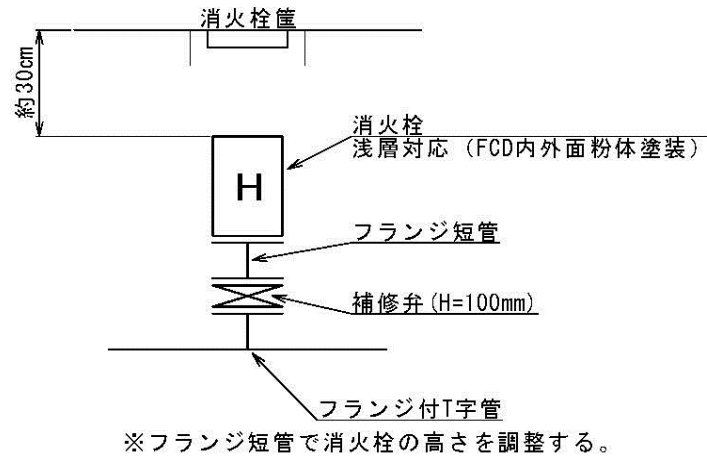 消火栓筺
約30cm
消火栓
浅層対応（FCD内外面粉体塗装）
H
フランジ短管
補修弁(H=100mm)
フランジ付T字管
※フランジ短管で消火栓の高さを調整する。